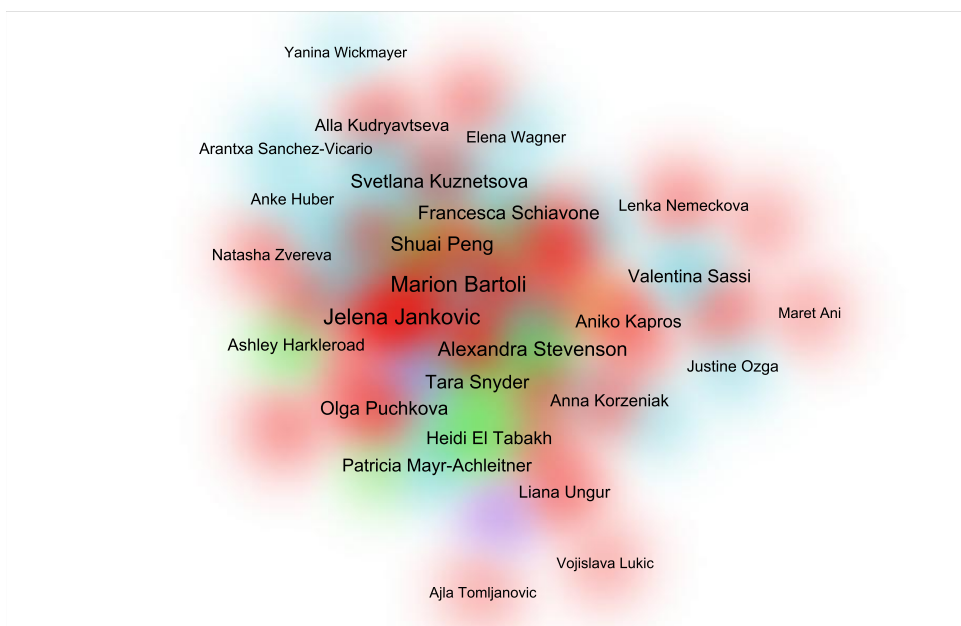 Yanina Wickmayer
Alla Kudryavtseva
Elena Wagner
Arantxa Sanchez-Vicario
Svetlana Kuznetsova
Anke Huber
Lenka Nemeckova
Francesca Schiavone
Shuai Peng
Natasha Zvereva
Valentina Sassi
Marion Bartoli
Maret Ani
Jelena Jankovic
Aniko Kapros
Ashley Harkleroad
Alexandra Stevenson
Justine Ozga
Tara Snyder
Anna Korzeniak
Olga Puchkova
Heidi El Tabakh
Patricia Mayr-Achleitner
Liana Ungur
Vojislava Lukic
Ajla Tomljanovic